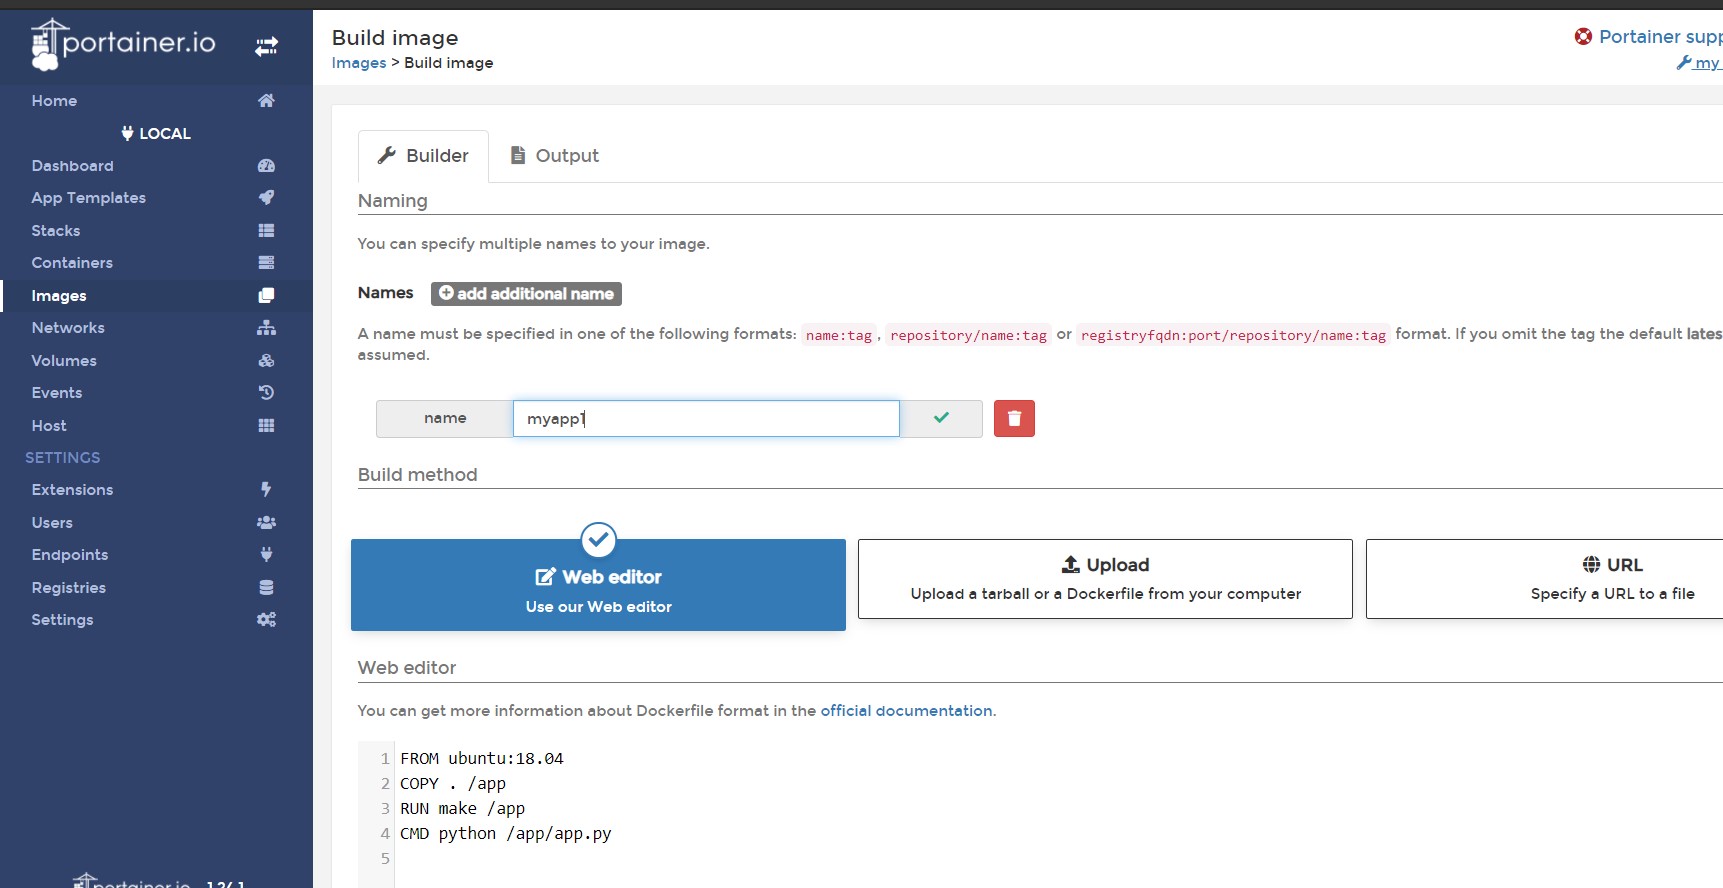 portainer.io
Build image
Portainer supp
Images > Build image
my
Home
LOCAL
Dashboard
App Templates
Stacks
Containers
Images
Networks
Volumes
Events
Host
SETTINGS
Extensions
Users
Endpoints
Registries
Settings
portainer.io 1.24.1
Builder
Output
Naming
You can specify multiple names to your image.
Names add additional name
A name must be specified in one of the following formats: name:tag , repository/name:tag or registryfqdn:port/repository/name:tag format. If you omit the tag the default lates
assumed.
name myapp1
Build method
Web editor
Use our Web editor
Upload
Upload a tarball or a Dockerfile from your computer
URL
Specify a URL to a file
Web editor
You can get more information about Dockerfile format in the official documentation.
1 FROM ubuntu:18.04
2 COPY . /app
3 RUN make /app
4 CMD python /app/app.py
5